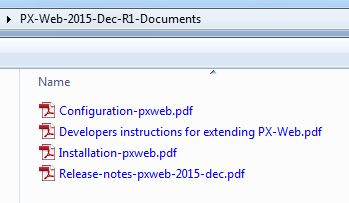 PX-Web-2015-Dec-R1-Documents
Name
Configuration-pxweb.pdf
Developers instructions for extending PX-Web.pdf
Installation-pxweb.pdf
Release-notes-pxweb-2015-dec.pdf